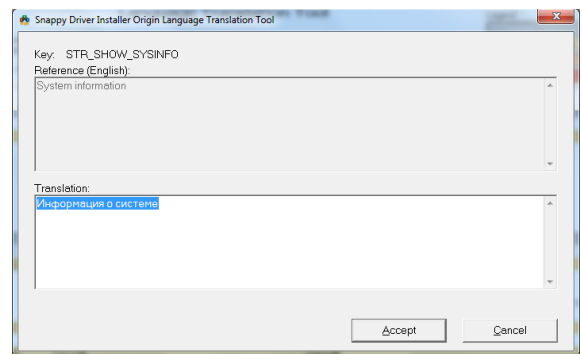 Snappy Driver Installer Origin Language Translation Tool
Key: STR_SHOW_SYSINFO
Reference (English):
System information
Translation:
Информация о системе
Accept
Cancel